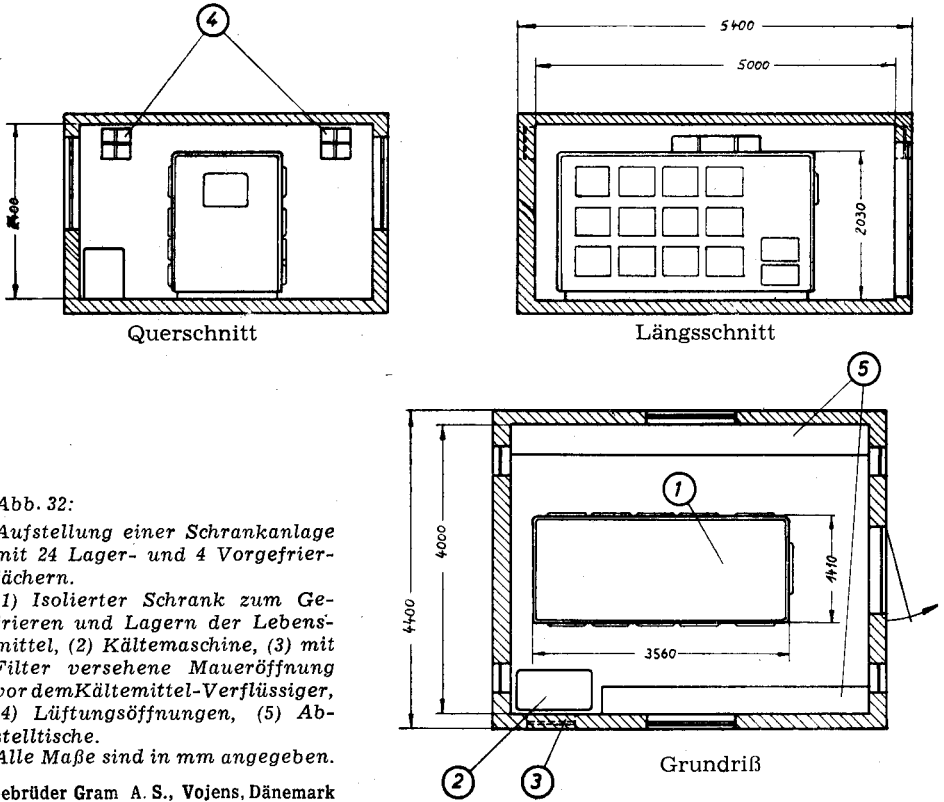 4
5400
5000
2400
2030
Querschnitt
Längsschnitt
5
1
4400
4000
1410
3560
2
3
Grundriß
Abb. 32:
Aufstellung einer Schrankanlage
mit 24 Lager- und 4 Vorgefrier-
fächern.
(1) Isolierter Schrank zum Ge-
frieren und Lagern der Lebens-
mittel, (2) Kältemaschine, (3) mit
Filter versehene Maueröffnung
vor demKältemittel-Verflüssiger,
(4) Lüftungsöffnungen, (5) Ab-
stelltische.
Alle Maße sind in mm angegeben.
Gebrüder Gram A. S., Vojens, Dänemark